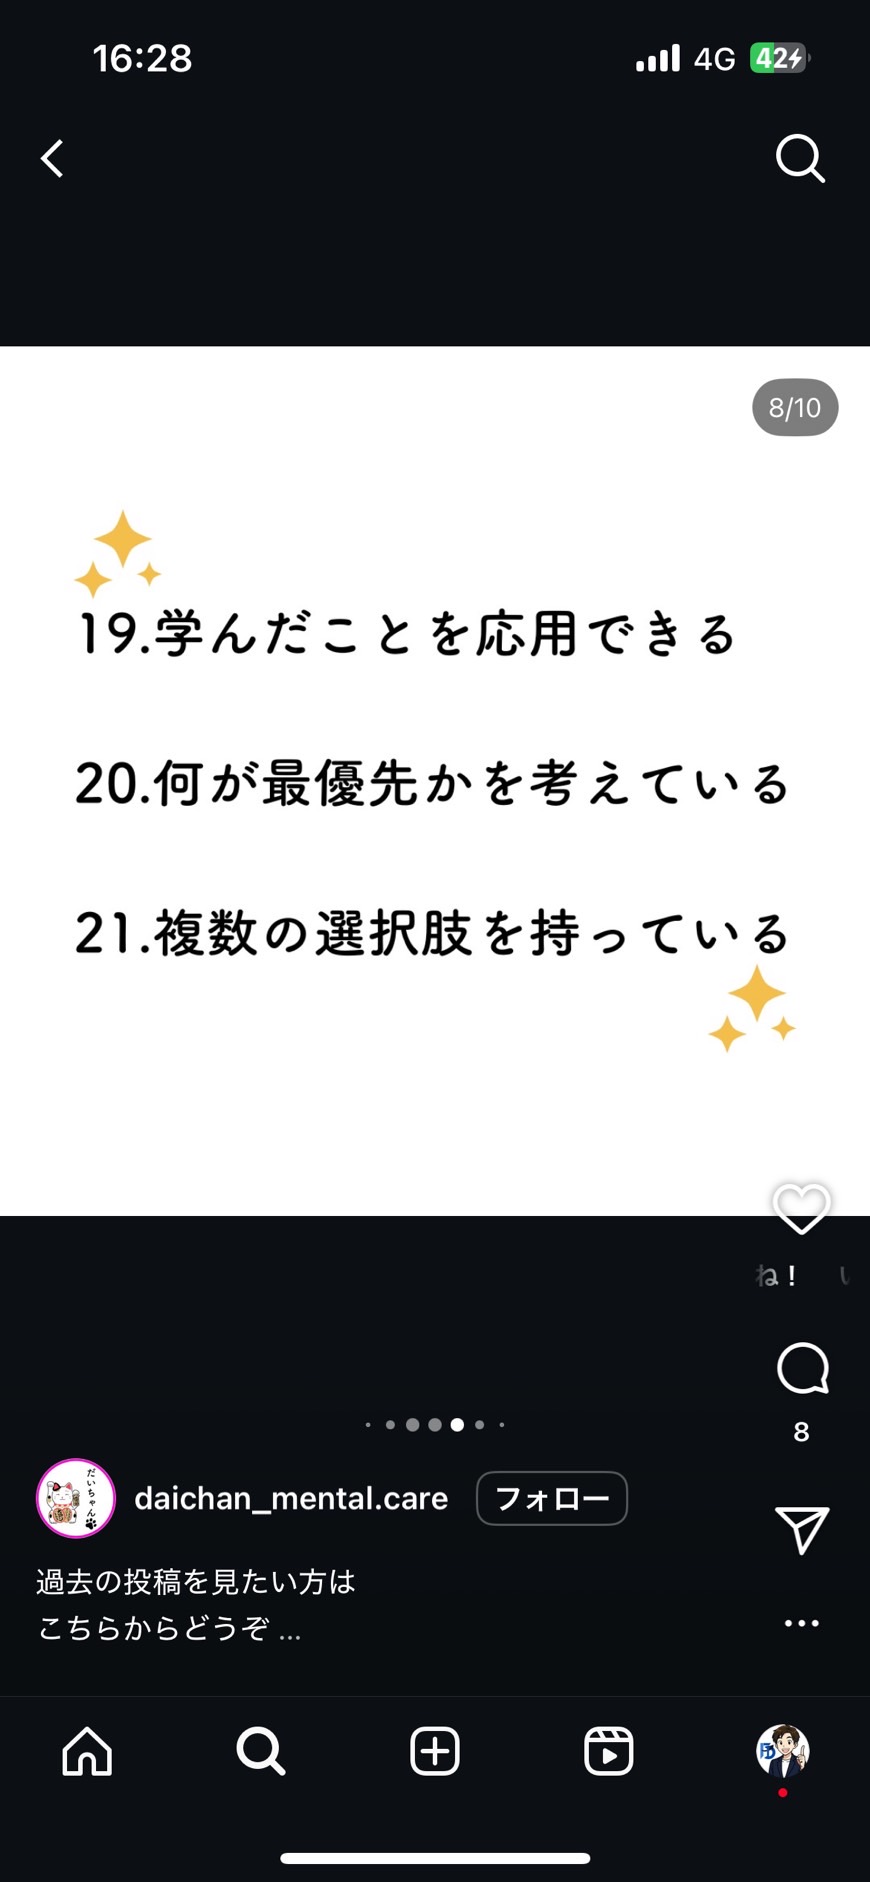 16:28
4G
42
8/10
19.学んだことを応用できる
20.何が最優先かを考えている
21.複数の選択肢を持っている
ね！ い
8
だいちゃん
daichan_mental.care
フォロー
過去の投稿を見たい方は
こちらからどうぞ ...